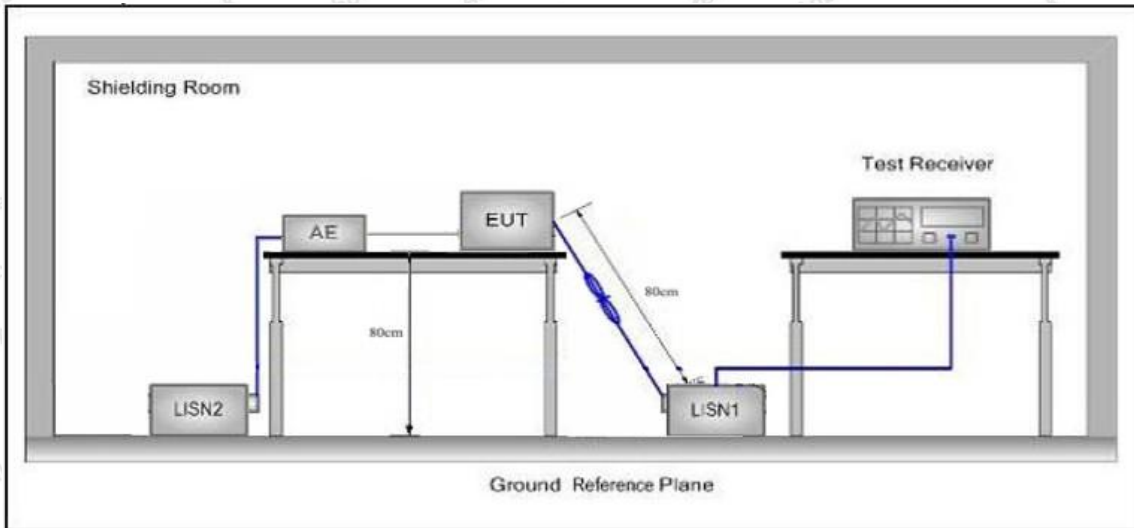 Shielding Room
Test Receiver
EUT
AE
80cm
80cm
LISN2
LISN1
Ground Reference Plane